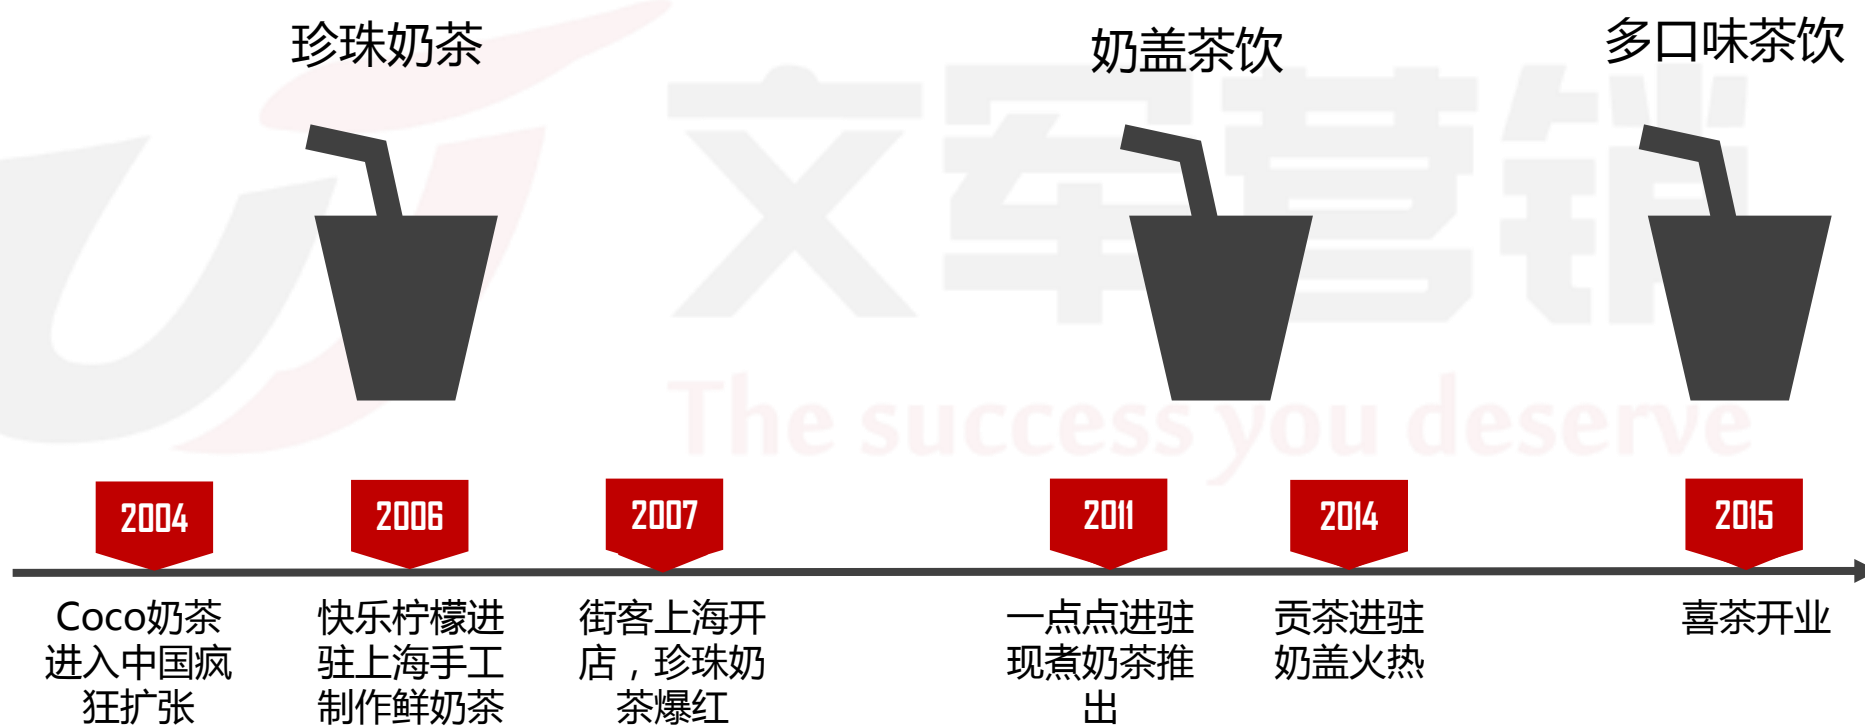 珍珠奶茶
奶盖茶饮
多口味茶饮
文军营销
The success you deserve
2004
2006
2007
2011
2014
2015
Coco奶茶
进入中国疯
狂扩张
快乐柠檬进
驻上海手工
制作鲜奶茶
街客上海开
店，珍珠奶
茶爆红
一点点进驻
现煮奶茶推
出
贡茶进驻
奶盖火热
喜茶开业